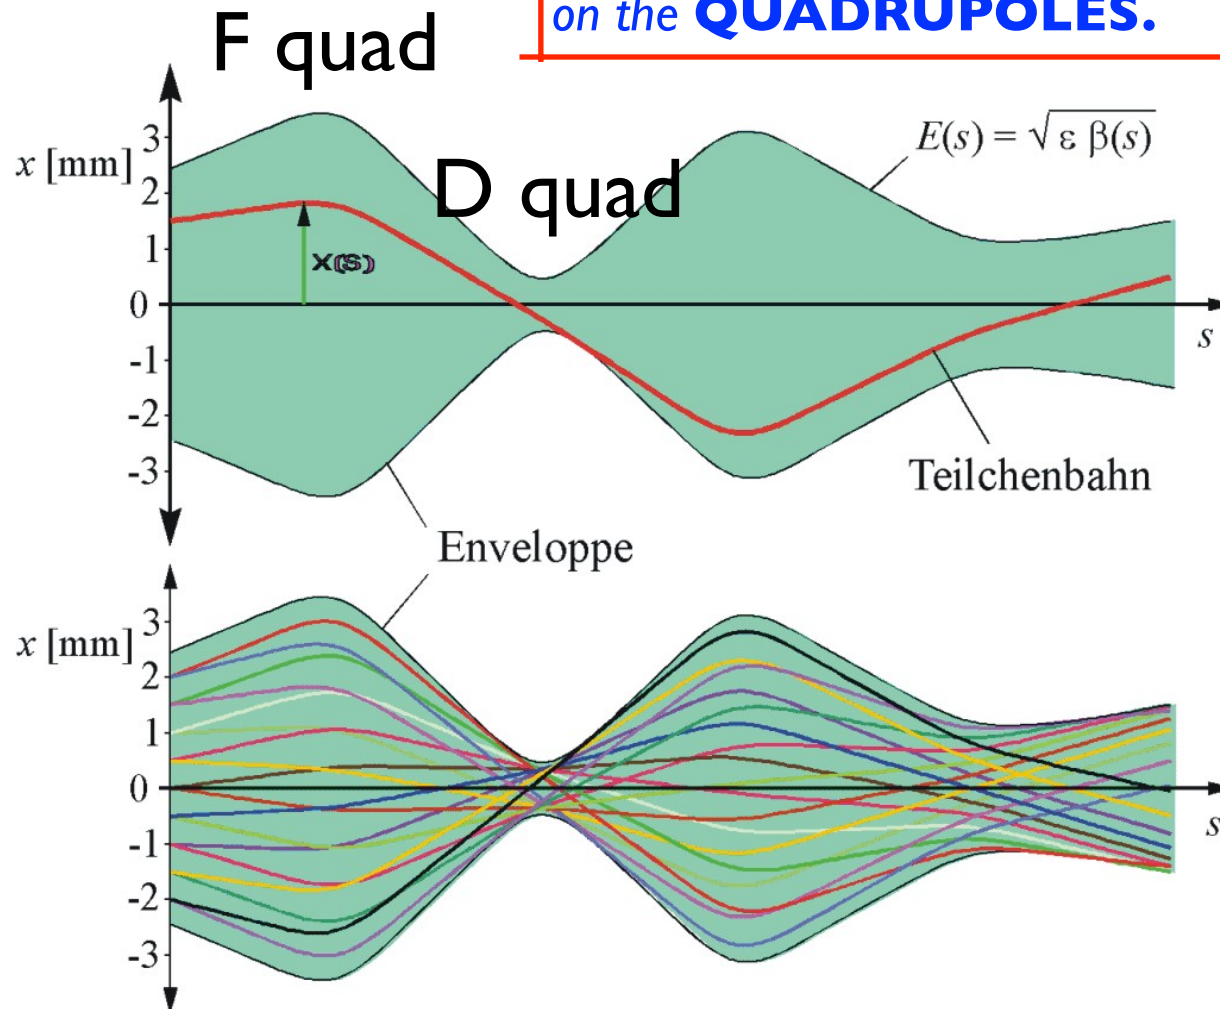 on the QUADRUPOLES.
F quad
D quad
E(s) = √ε β(s)
x [mm]
3
2
1
0
-1
-2
-3
X(S)
s
Teilchenbahn
Enveloppe
x [mm]
3
2
1
0
-1
-2
-3
s